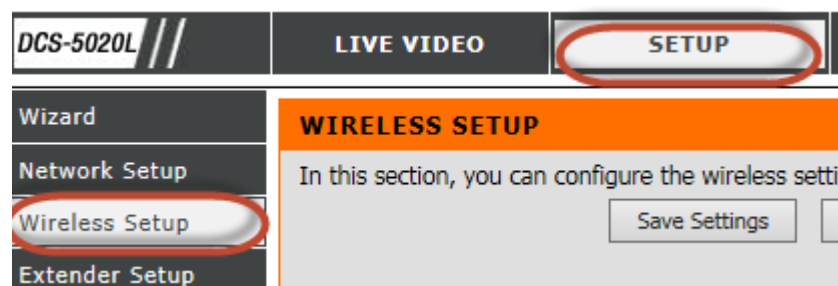 DCS-5020L
LIVE VIDEO
SETUP
Wizard
Network Setup
Wireless Setup
Extender Setup
WIRELESS SETUP
In this section, you can configure the wireless
Save Settings